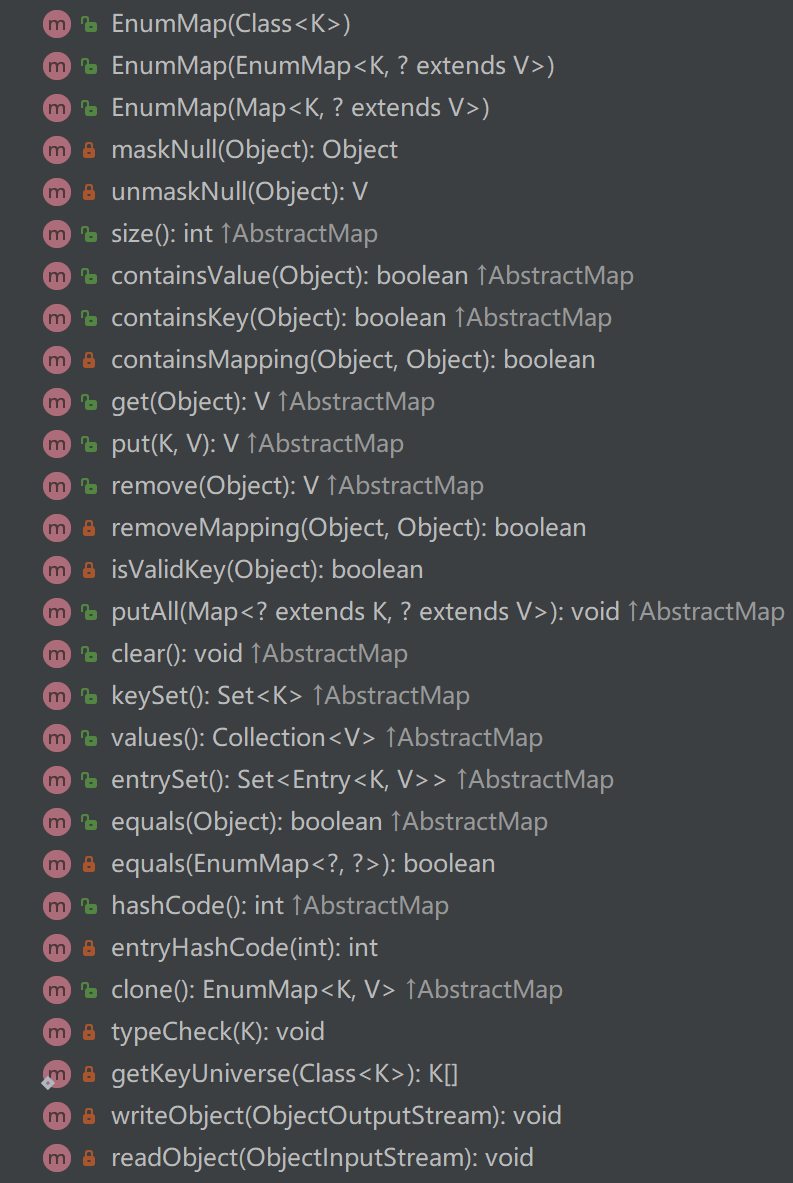 m EnumMap(Class<K>)
m EnumMap(EnumMap<K, ? extends V>)
m EnumMap(Map<K, ? extends V>)
m maskNull(Object): Object
m unmaskNull(Object): V
m size(): int ↑AbstractMap
m containsValue(Object): boolean ↑AbstractMap
m containsKey(Object): boolean ↑AbstractMap
m containsMapping(Object, Object): boolean
m get(Object): V ↑AbstractMap
m put(K, V): V ↑AbstractMap
m remove(Object): V ↑AbstractMap
m removeMapping(Object, Object): boolean
m isValidKey(Object): boolean
m putAll(Map<? extends K, ? extends V>): void ↑AbstractMap
m clear(): void ↑AbstractMap
m keySet(): Set<K> ↑AbstractMap
m values(): Collection<V> ↑AbstractMap
m entrySet(): Set<Entry<K, V>> ↑AbstractMap
m equals(Object): boolean ↑AbstractMap
m equals(EnumMap<?, ?>): boolean
m hashCode(): int ↑AbstractMap
m entryHashCode(int): int
m clone(): EnumMap<K, V> ↑AbstractMap
m typeCheck(K): void
m getKeyUniverse(Class<K>): K[]
m writeObject(ObjectOutputStream): void
m readObject(ObjectInputStream): void